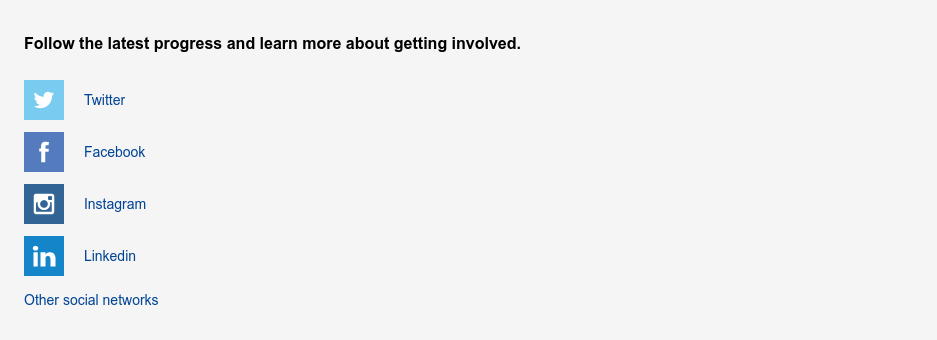 Follow the latest progress and learn more about getting involved.
Twitter
Facebook
Instagram
Linkedin
Other social networks